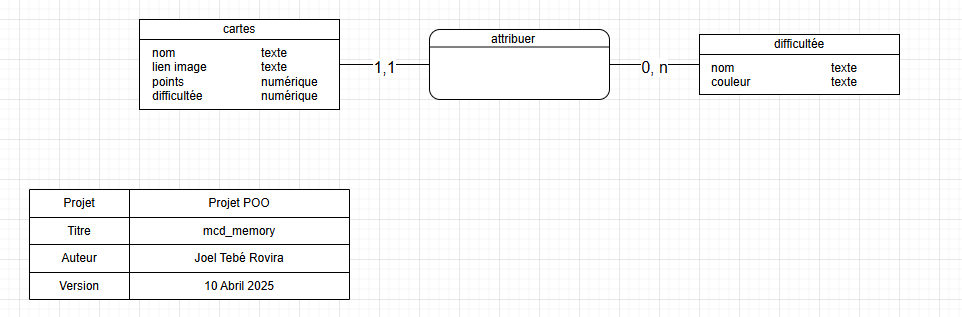 cartes
nom texte
lien image texte
points numérique
difficultée numérique
1,1
attribuer
0, n
difficultée
nom texte
couleur texte
Projet Projet POO
Titre mcd_memory
Auteur Joel Tebé Rovira
Version 10 Abril 2025